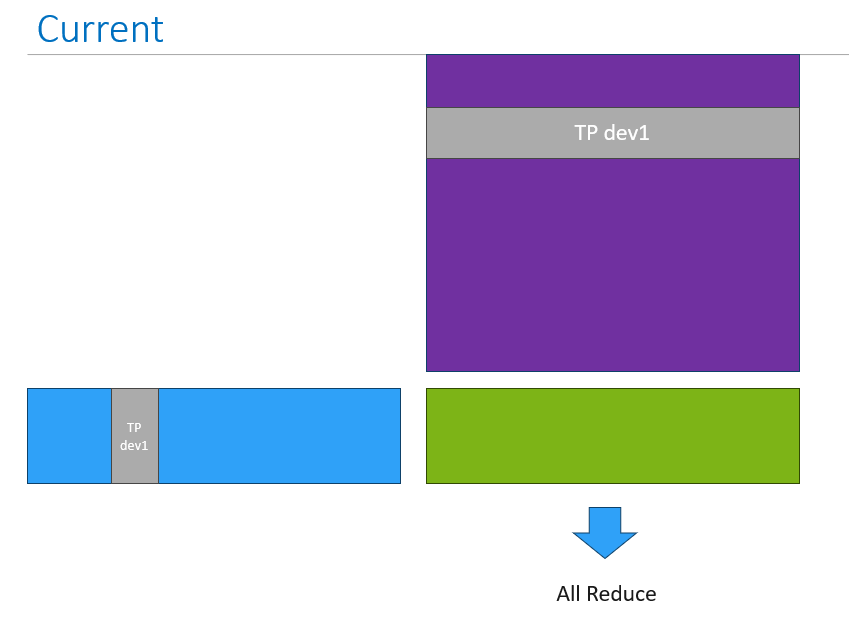 Current
TP dev1
TP
dev1
All Reduce